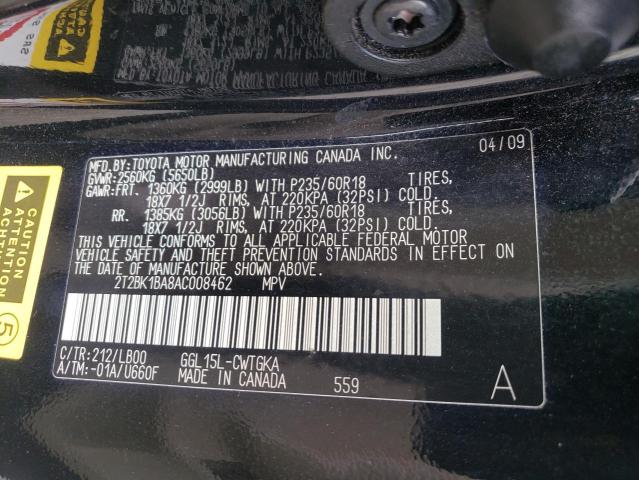 MFD.BY:TOYOTA MOTOR MANUFACTURING CANADA INC. 04/09
GVWR:2560KG (5650LB)
GAWR:FRT. 1360KG (2999LB) WITH P235/60R18 TIRES,
18X7 1/2J RIMS, AT 220KPA (32PSI) COLD.
RR. 1385KG (3056LB) WITH P235/60R18 TIRES,
18X7 1/2J RIMS, AT 220KPA (32PSI) COLD.
THIS VEHICLE CONFORMS TO ALL APPLICABLE FEDERAL MOTOR
VEHICLE SAFETY AND THEFT PREVENTION STANDARDS IN EFFECT ON
THE DATE OF MANUFACTURE SHOWN ABOVE.
2T2BK1BA8AC008462 MPV
C/TR:212/LB00 GGL15L-CWTGKA
A/TM:-01A/U660F MADE IN CANADA 559 A
CAUTION
ATTENTION
5